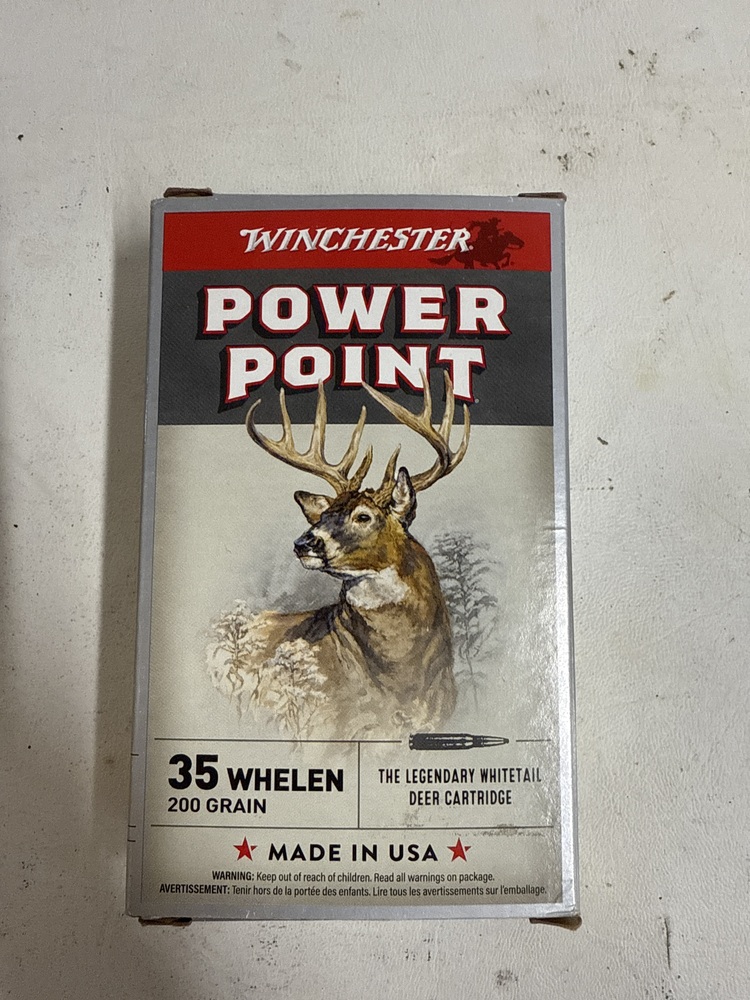 WINCHESTER
POWER
POINT
35 WHELEN
200 GRAIN
THE LEGENDARY WHITETAIL
DEER CARTRIDGE
MADE IN USA
WARNING: Keep out of reach of children. Read all warnings on package.
AVERTISSEMENT: Tenir hors de la portée des enfants. Lire tous les avertissements sur l'emballage.